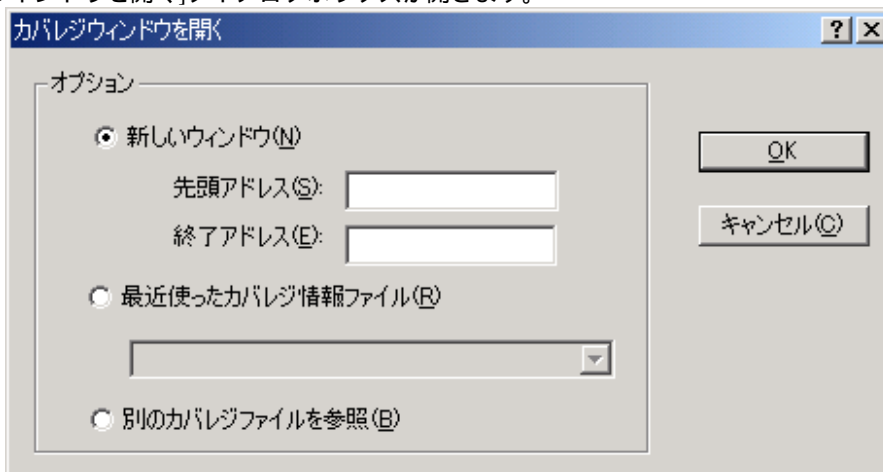 カバレジウィンドウを開く
オプション
新しいウィンドウ(N)
先頭アドレス(S):
終了アドレス(E):
最近使ったカバレジ情報ファイル(R)
別のカバレジファイルを参照(B)
OK
キャンセル(C)